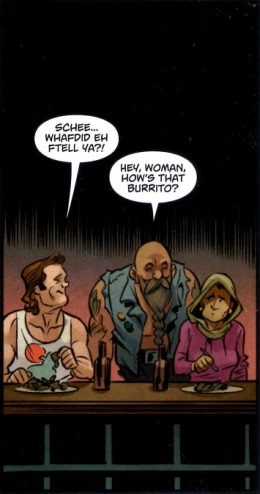 SCHEE...
WHAFDID EH
FTELL YA?!
HEY, WOMAN,
HOW'S THAT
BURRITO?